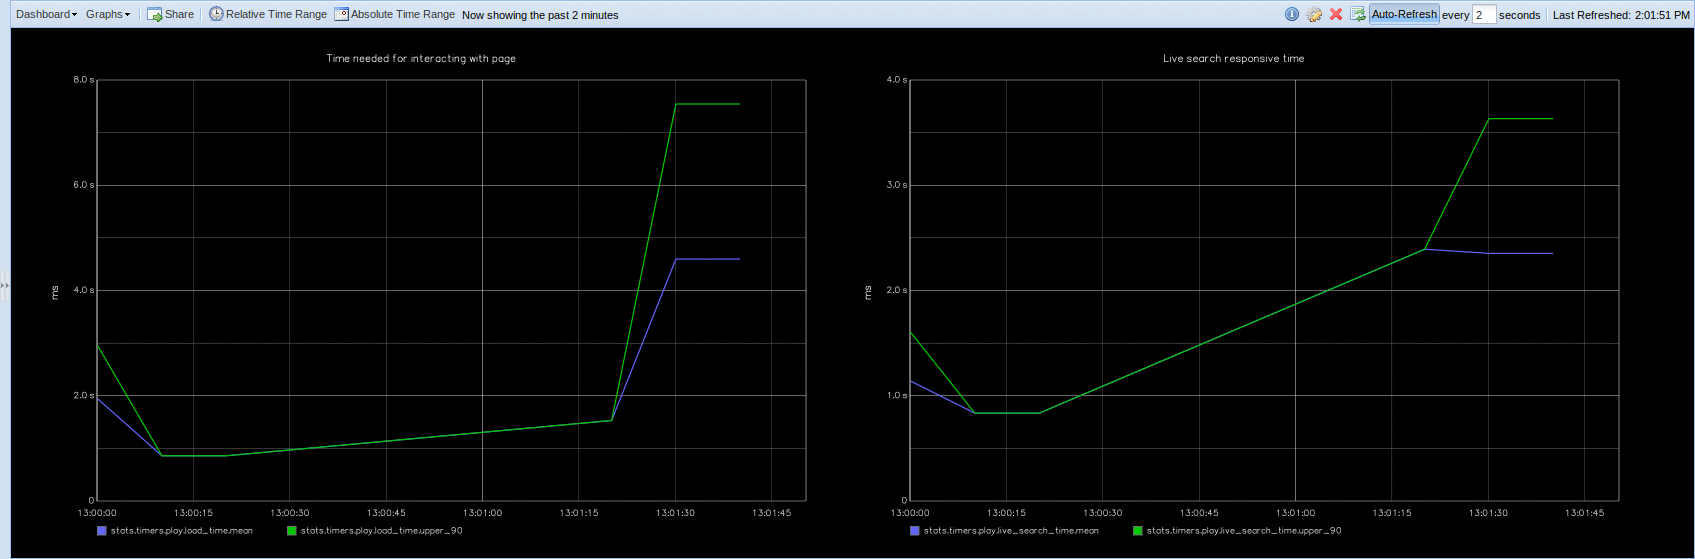 Dashboard Graphs Share Relative Time Range Absolute Time Range Now showing the past 2 minutes Auto-Refresh every 2 seconds Last Refreshed: 2:01:51 PM
Time needed for interacting with page
8.0 s
6.0 s
4.0 s
2.0 s
0
ms
13:00:00 13:00:15 13:00:30 13:00:45 13:01:00 13:01:15 13:01:30 13:01:45
stats.timers.play.load_time.mean stats.timers.play.load_time.upper_90
Live search responsive time
4.0 s
3.0 s
2.0 s
1.0 s
0
ms
13:00:00 13:00:15 13:00:30 13:00:45 13:01:00 13:01:15 13:01:30 13:01:45
stats.timers.play.live_search_time.mean stats.timers.play.live_search_time.upper_90